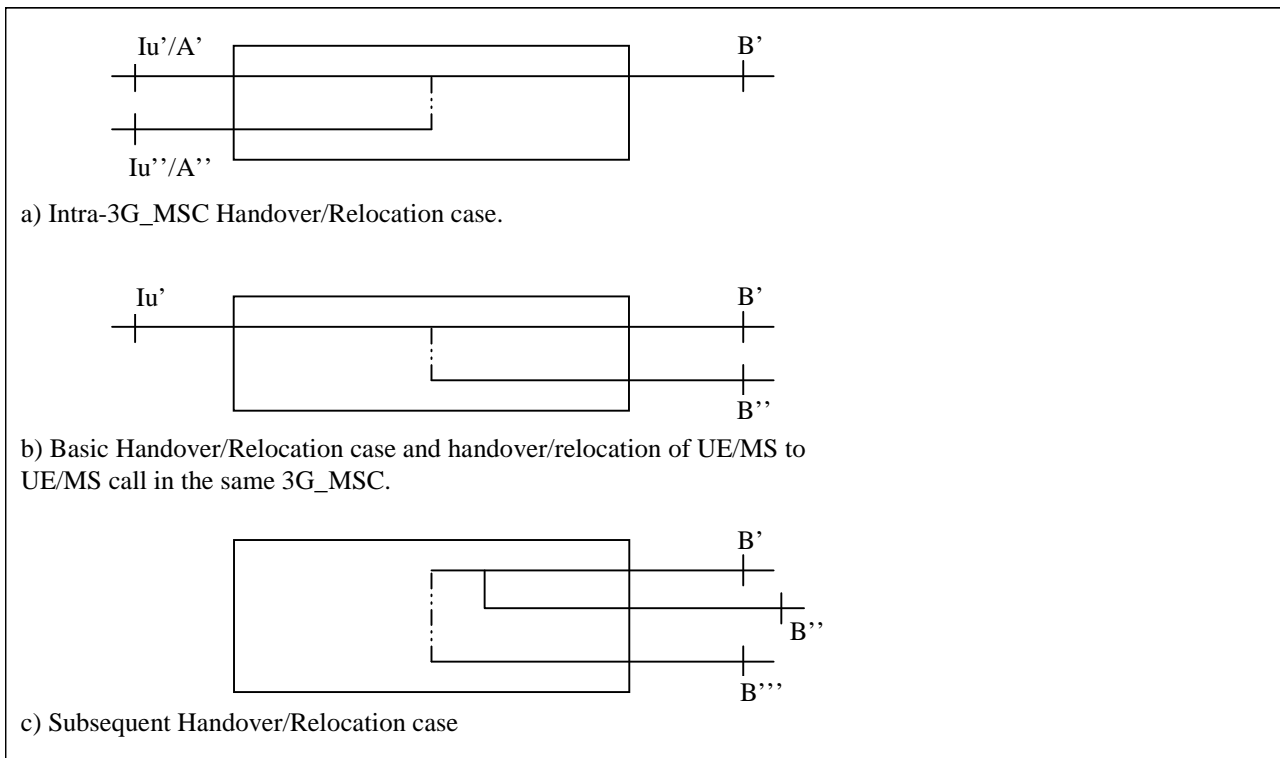 Iu’/A’ B’
Iu’’/A’’
a) Intra-3G_MSC Handover/Relocation case.
Iu’ B’
B’’
b) Basic Handover/Relocation case and handover/relocation of UE/MS to
UE/MS call in the same 3G_MSC.
B’
B’’
B’’’
c) Subsequent Handover/Relocation case